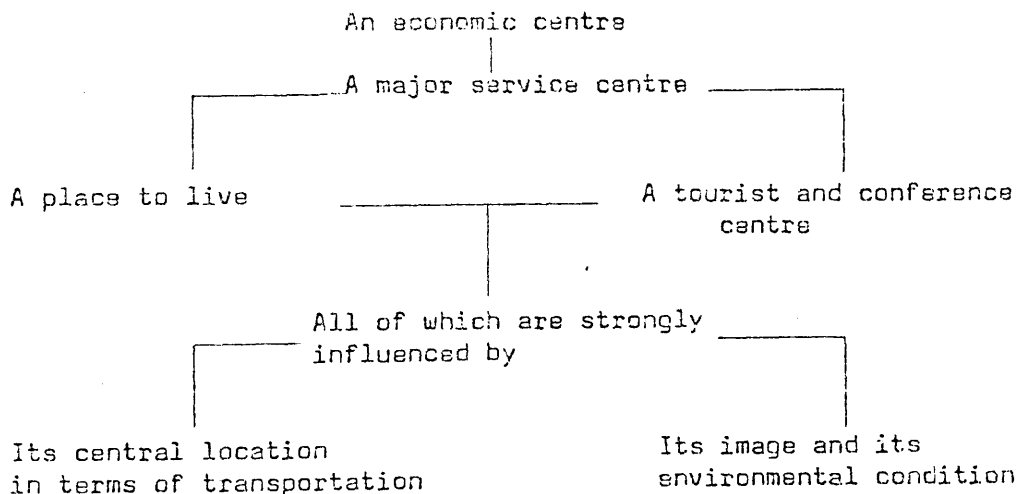 An economic centre
A major service centre
A place to live
A tourist and conference
centre
All of which are strongly
influenced by
Its central location
in terms of transportation
Its image and its
environmental condition